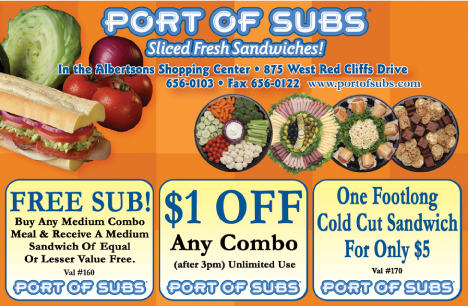 PORT OF SUBS®
Sliced Fresh Sandwiches!
In the Albertsons Shopping Center • 875 West Red Cliffs Drive
656-0103 • Fax 656-0122 www.portofsubs.com
FREE SUB!
Buy Any Medium Combo
Meal & Receive A Medium
Sandwich Of Equal
Or Lesser Value Free.
Val #160
PORT OF SUBS®
$1 OFF
Any Combo
(after 3pm) Unlimited Use
PORT OF SUBS®
One Footlong
Cold Cut Sandwich
For Only $5
Val #170
PORT OF SUBS®